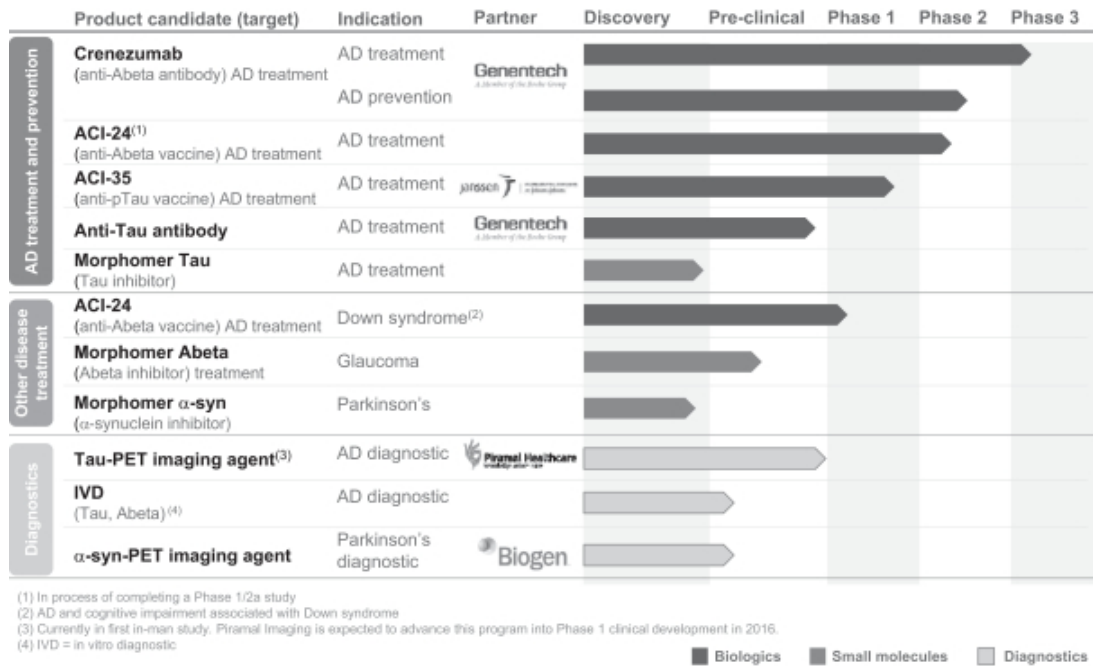 Product candidate (target) Indication Partner Discovery Pre-clinical Phase 1 Phase 2 Phase 3
AD treatment and prevention
Crenezumab AD treatment
(anti-Abeta antibody) AD treatment
Genentech
A Member of the Roche Group
AD prevention
ACI-24(1) AD treatment
(anti-Abeta vaccine) AD treatment
ACI-35 AD treatment
(anti-pTau vaccine) AD treatment
janssen
Anti-Tau antibody AD treatment
Genentech
A Member of the Roche Group
Morphomer Tau AD treatment
(Tau inhibitor)
Other disease
treatment
ACI-24 Down syndrome(2)
(anti-Abeta vaccine) AD treatment
Morphomer Abeta Glaucoma
(Abeta inhibitor) treatment
Morphomer α-syn Parkinson's
(α-synuclein inhibitor)
Diagnostics
Tau-PET imaging agent(3) AD diagnostic Piramal Healthcare
IVD AD diagnostic
(Tau, Abeta)(4)
α-syn-PET imaging agent Parkinson's
diagnostic
Biogen
(1) In process of completing a Phase 1/2a study
(2) AD and cognitive impairment associated with Down syndrome
(3) Currently in first in-man study. Piramal Imaging is expected to advance this program into Phase 1 clinical development in 2016.
(4) IVD = in vitro diagnostic
Biologics Small molecules Diagnostics